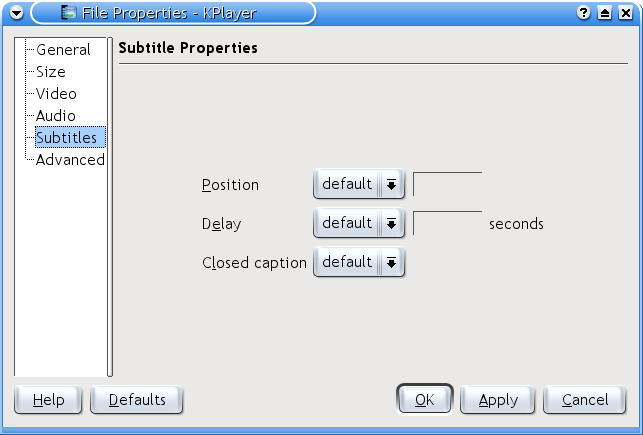 File Properties - KPlayer
General
Size
Video
Audio
Subtitles
Advanced
Subtitle Properties
Position default
Delay default seconds
Closed caption default
Help Defaults OK Apply Cancel